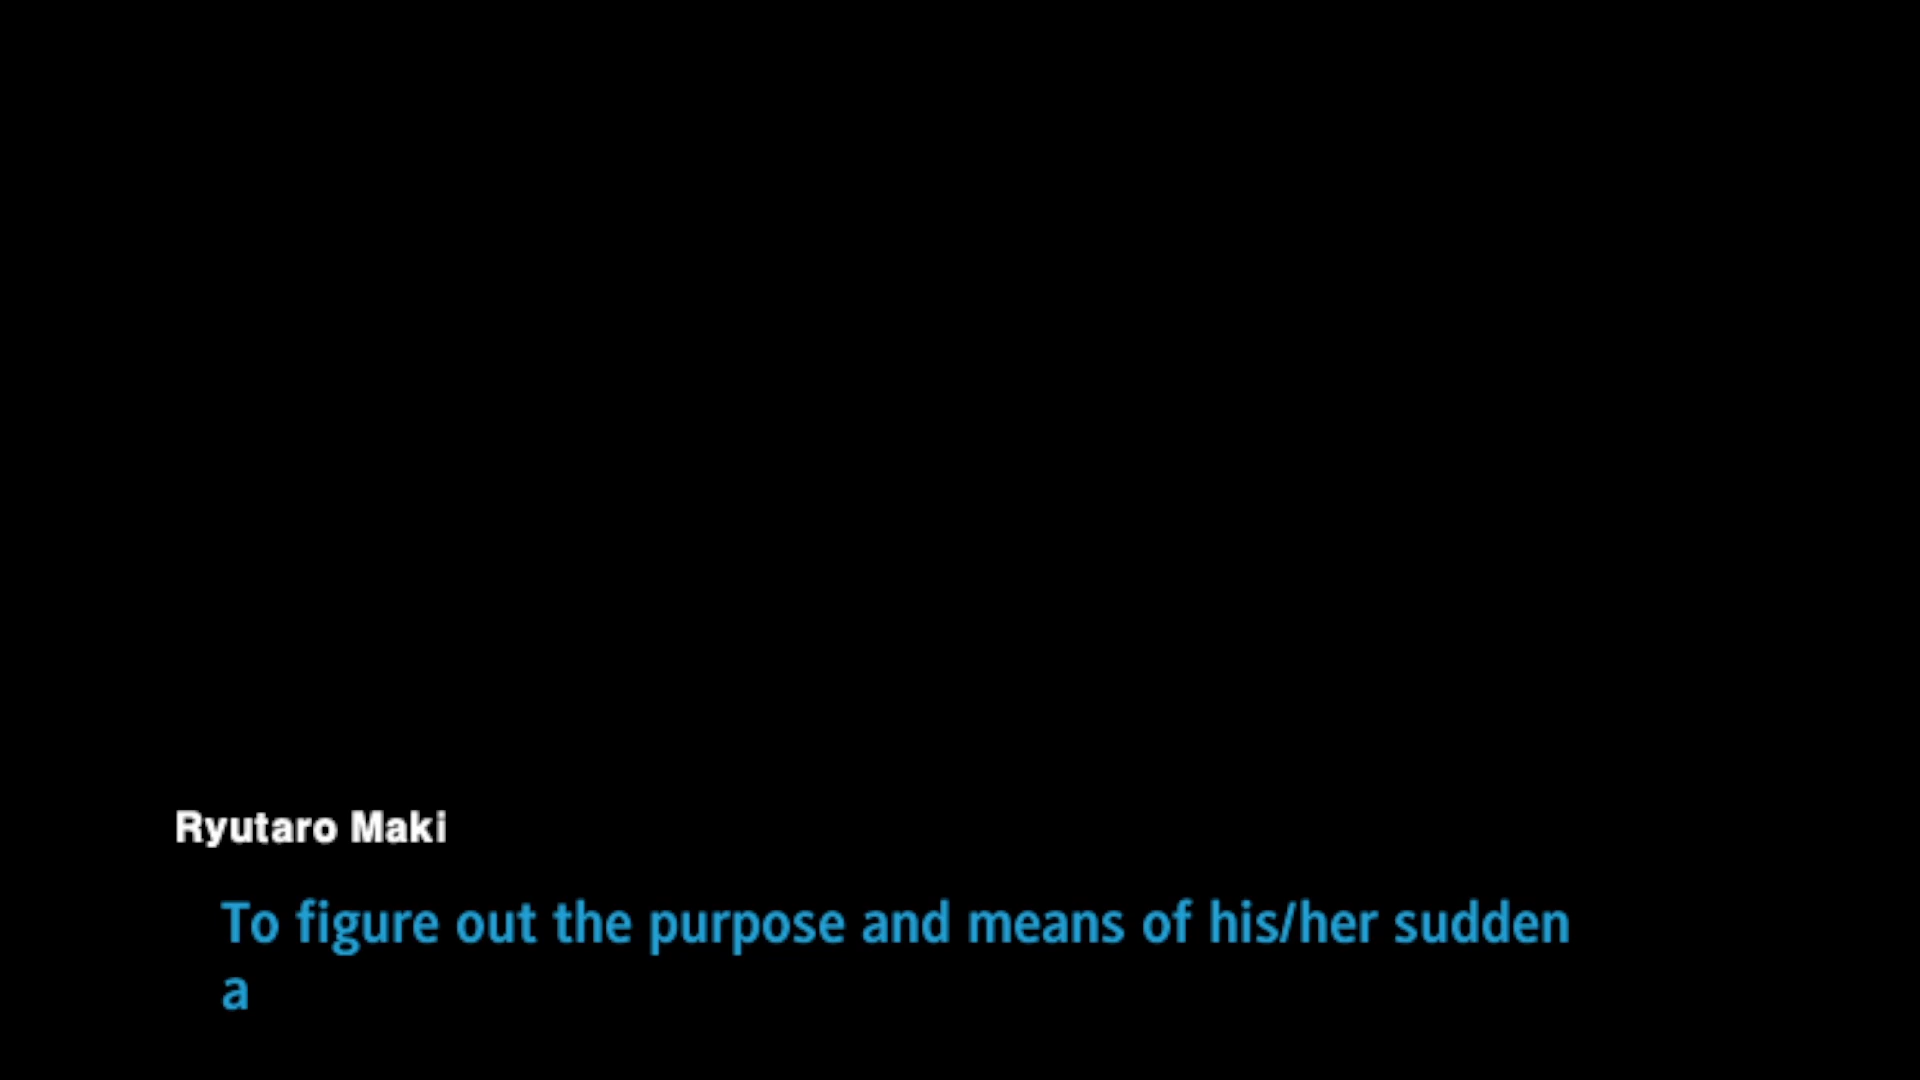 Ryutaro Maki
To figure out the purpose and means of his/her sudden
a